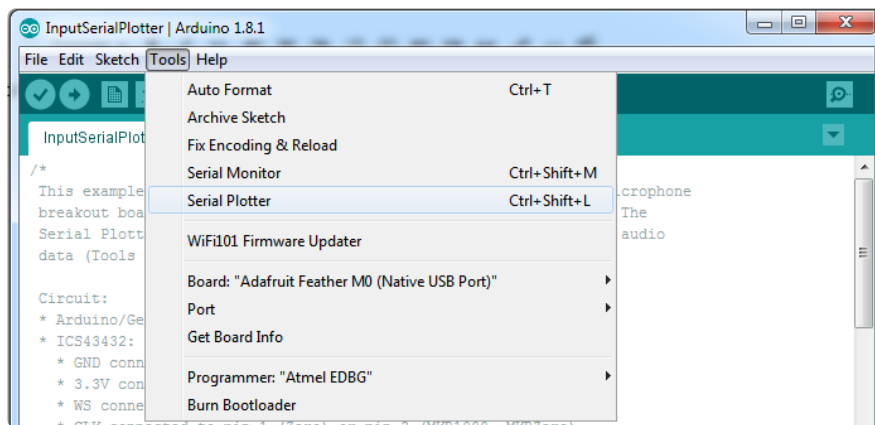 InputSerialPlotter | Arduino 1.8.1
File Edit Sketch Tools Help
Auto Format Ctrl+T
Archive Sketch
InputSerialPlot
Fix Encoding & Reload
/*
Serial Monitor Ctrl+Shift+M
This example crophone
Serial Plotter Ctrl+Shift+L
breakout boa The
Serial Plott audio
WiFi101 Firmware Updater
data (Tools
Board: "Adafruit Feather M0 (Native USB Port)"
Circuit:
Port
* Arduino/Ge
Get Board Info
* ICS43432:
* GND conn
Programmer: "Atmel EDBG"
* 3.3V con
Burn Bootloader
* WS conne